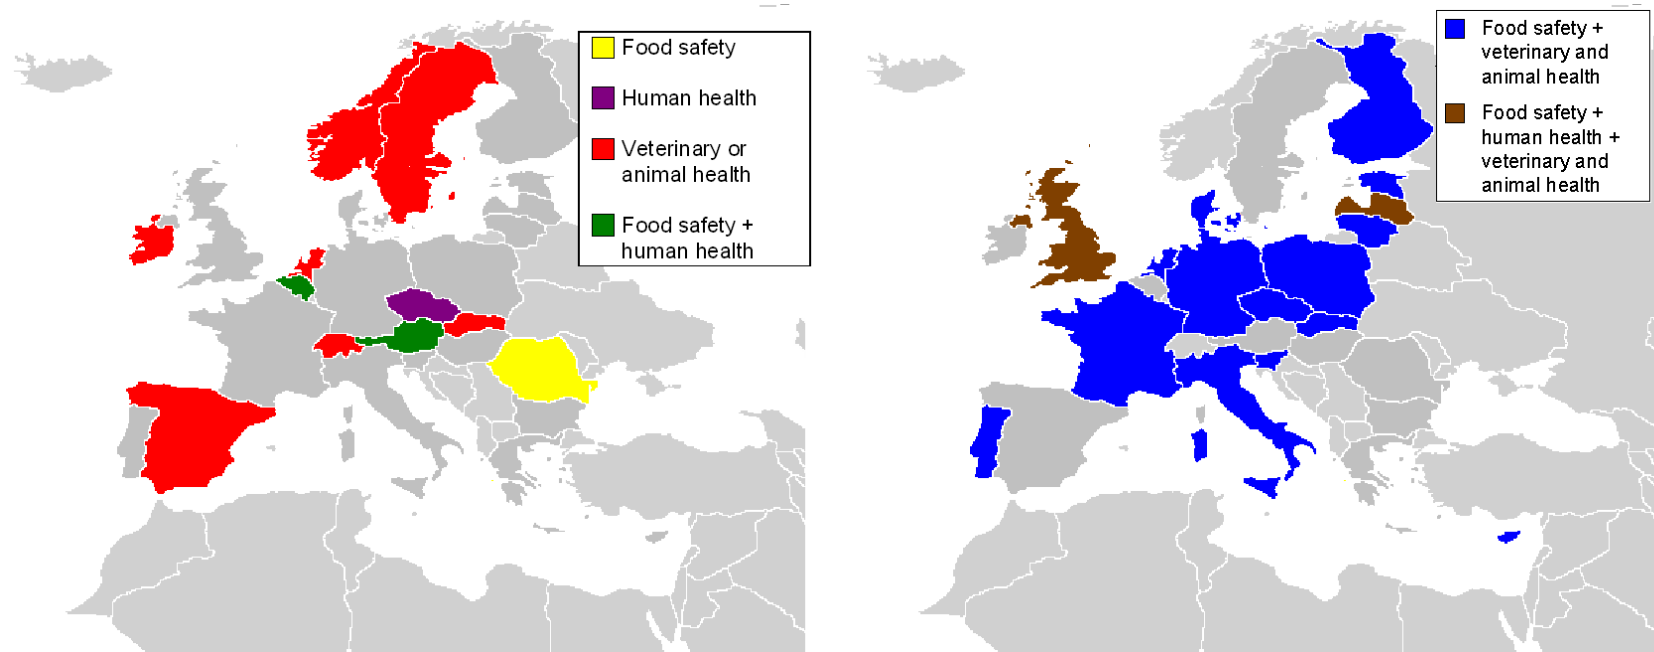 Food safety
Human health
Veterinary or
animal health
Food safety +
human health
Food safety +
veterinary and
animal health
Food safety +
human health +
veterinary and
animal health